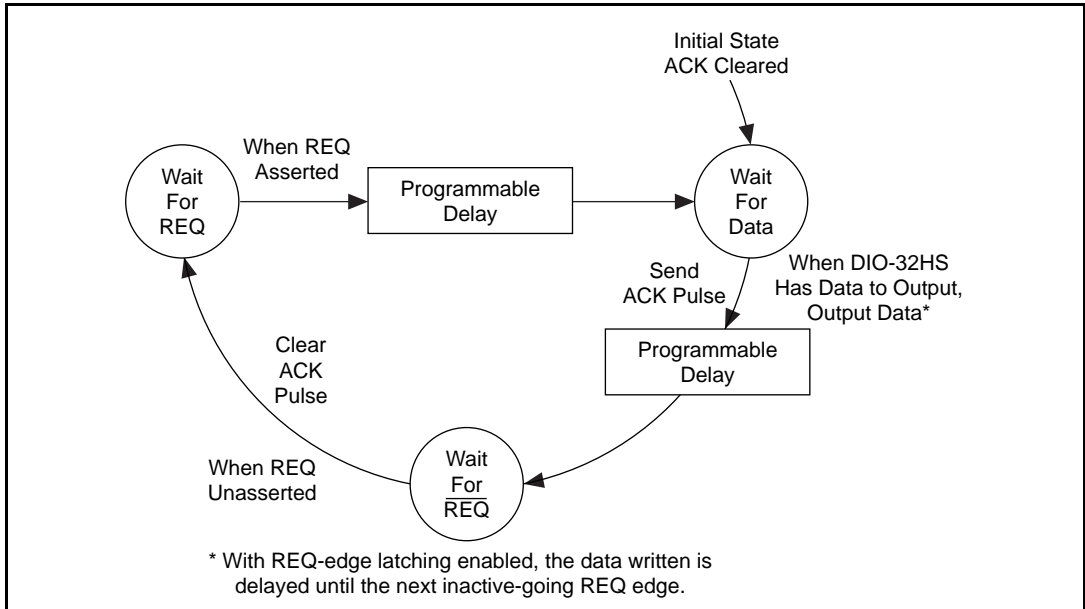 Initial State
ACK Cleared
When REQ
Asserted
Wait
For
REQ
Programmable
Delay
Wait
For
Data
Send
ACK Pulse
When DIO-32HS
Has Data to Output,
Output Data*
Programmable
Delay
Clear
ACK
Pulse
When REQ
Unasserted
Wait
For
R̅E̅Q̅
* With REQ-edge latching enabled, the data written is
delayed until the next inactive-going REQ edge.